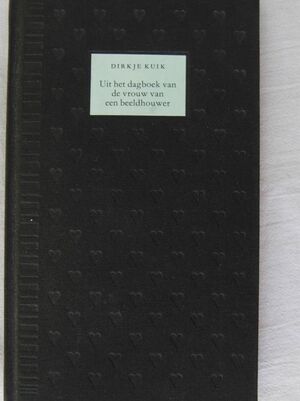 DIRKJE KUIK
Uit het dagboek van
de vrouw van
een beeldhouwer